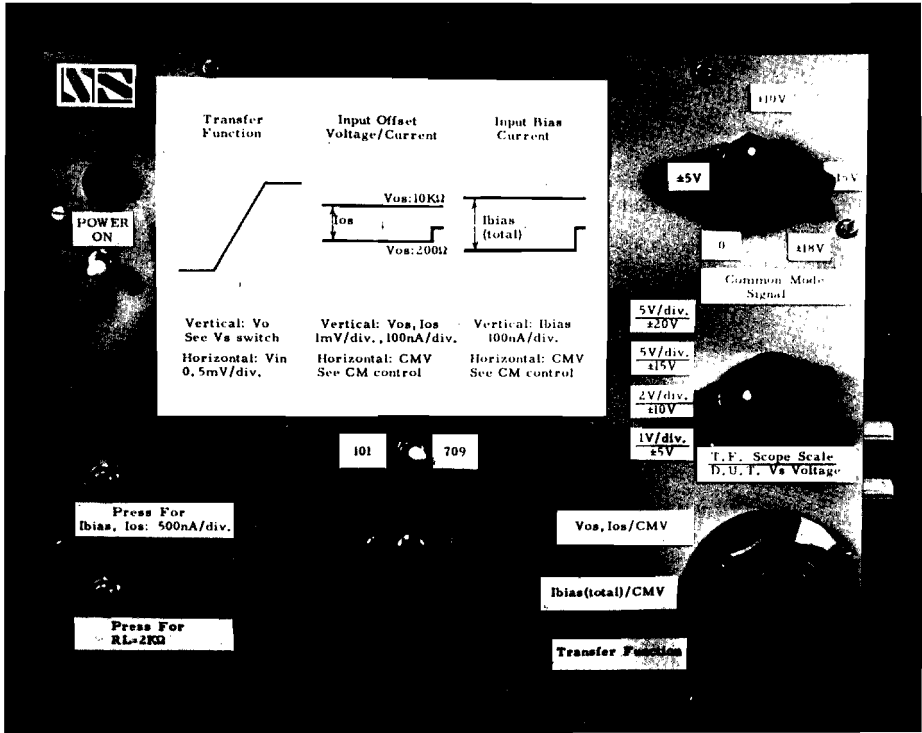 NS
Transfer
Function
Input Offset
Voltage/Current
Input Bias
Current
Vos:10KΩ
Ios
Vos:200Ω
Ibias
(total)
Vertical: Vo
See Vs switch
Horizontal: Vin
0.5mV/div.
Vertical: Vos, Ios
1mV/div.,100nA/div.
Horizontal: CMV
See CM control
Vertical: Ibias
100nA/div.
Horizontal: CMV
See CM control
POWER
ON
±10V
±5V
15V
0
±18V
Common Mode
Signal
5V/div.
±20V
5V/div.
±15V
2V/div.
±10V
1V/div.
±5V
T.F. Scope Scale
D.U.T. Vs Voltage
101
709
Press For
Ibias, Ios: 500nA/div.
Press For
RL=2KΩ
Vos, Ios/CMV
Ibias(total)/CMV
Transfer Function